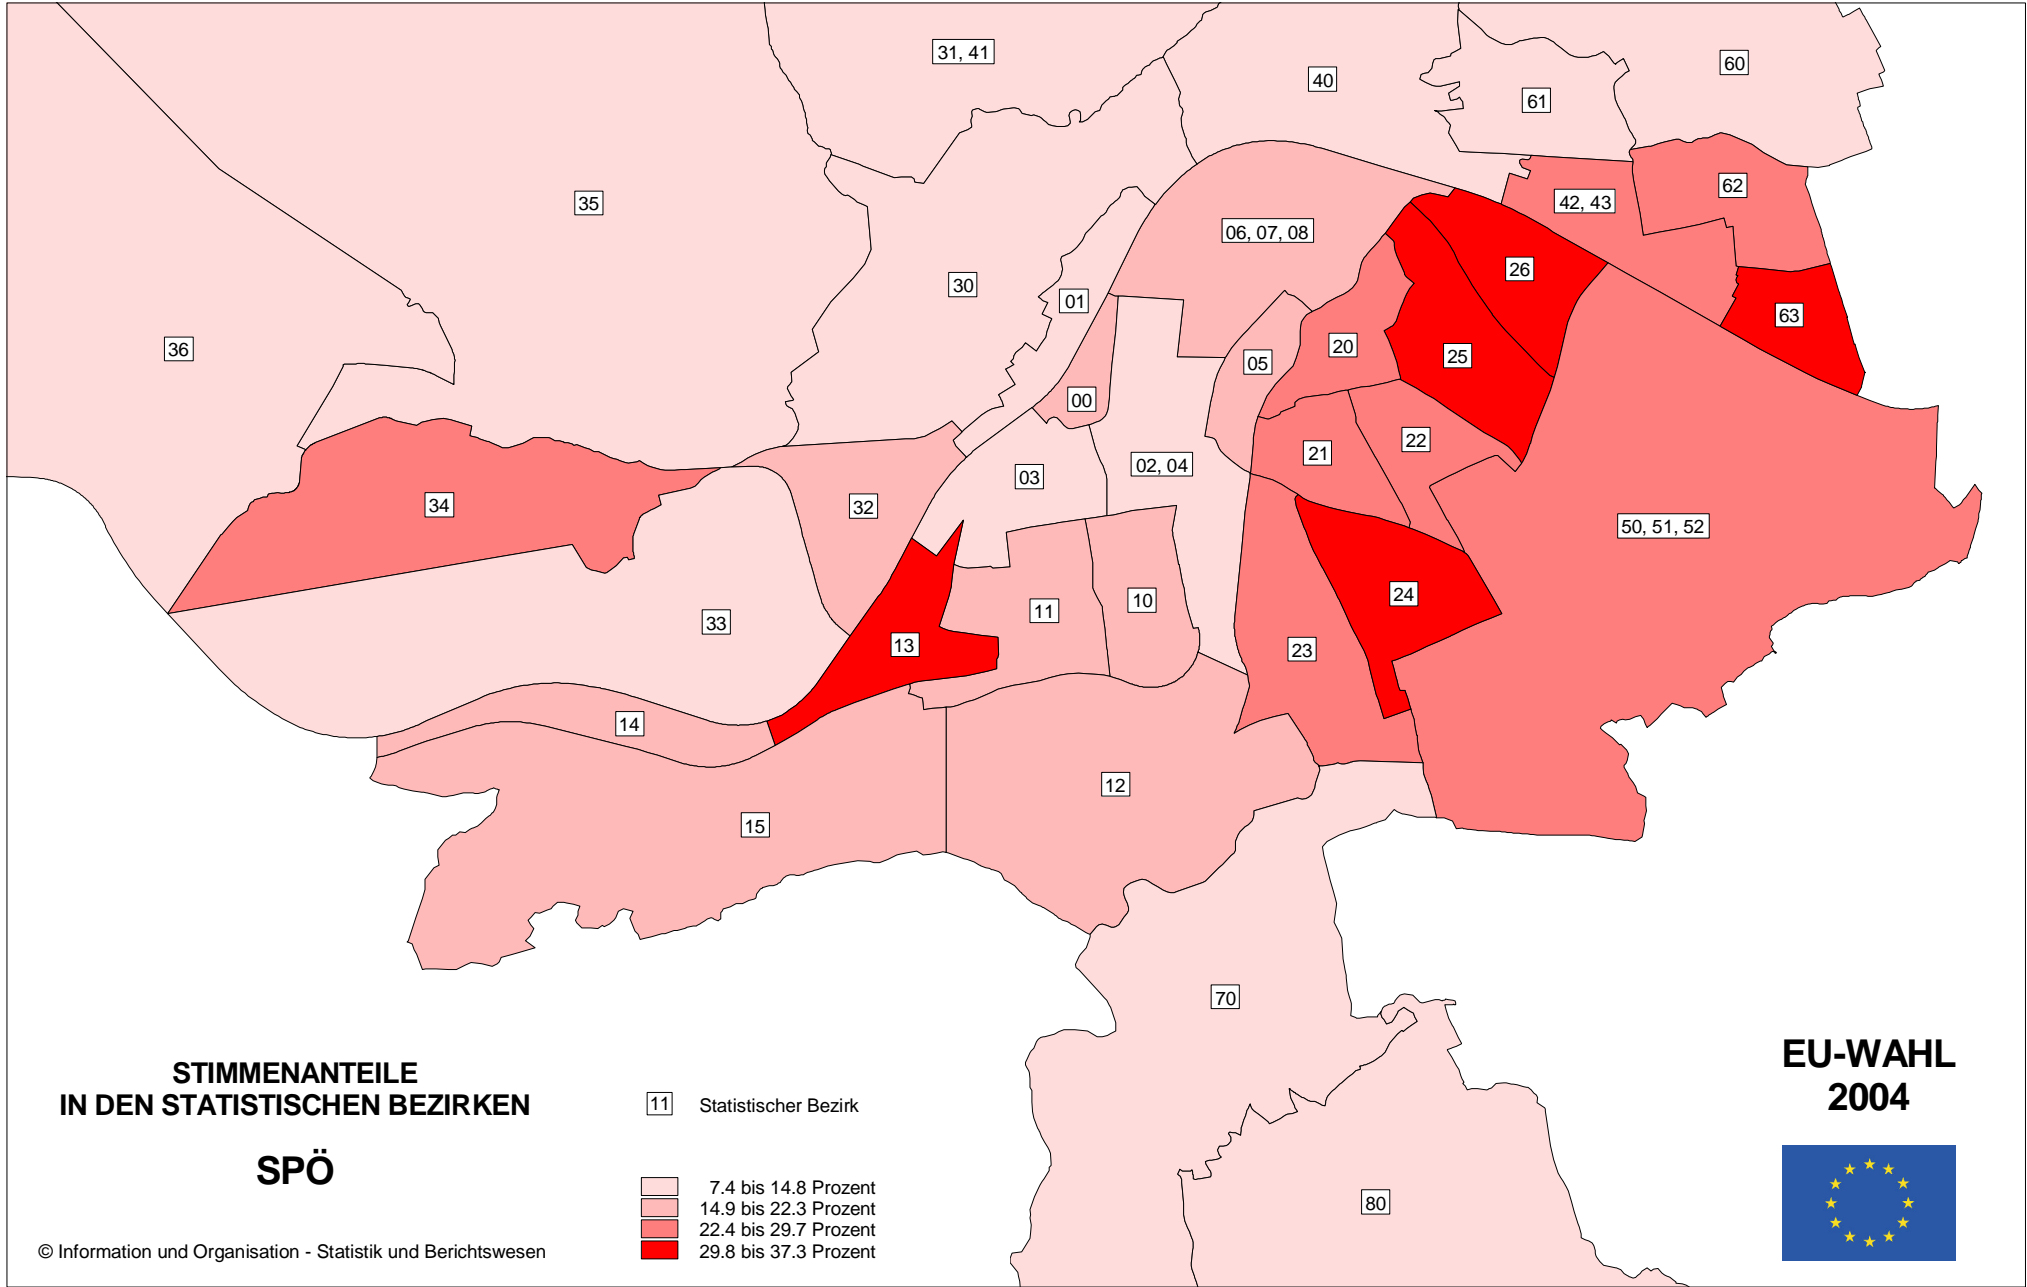 31, 41
60
40
61
62
35
42, 43
06, 07, 08
26
30
01
63
20
36
25
05
00
22
21
02, 04
03
34
32
50, 51, 52
24
10
11
33
13
23
14
12
15
70
EU-WAHL
2004
STIMMENANTEILE
IN DEN STATISTISCHEN BEZIRKEN
SPÖ
© Information und Organisation - Statistik und Berichtswesen
11 Statistischer Bezirk
7.4 bis 14.8 Prozent
14.9 bis 22.3 Prozent
22.4 bis 29.7 Prozent
29.8 bis 37.3 Prozent
80